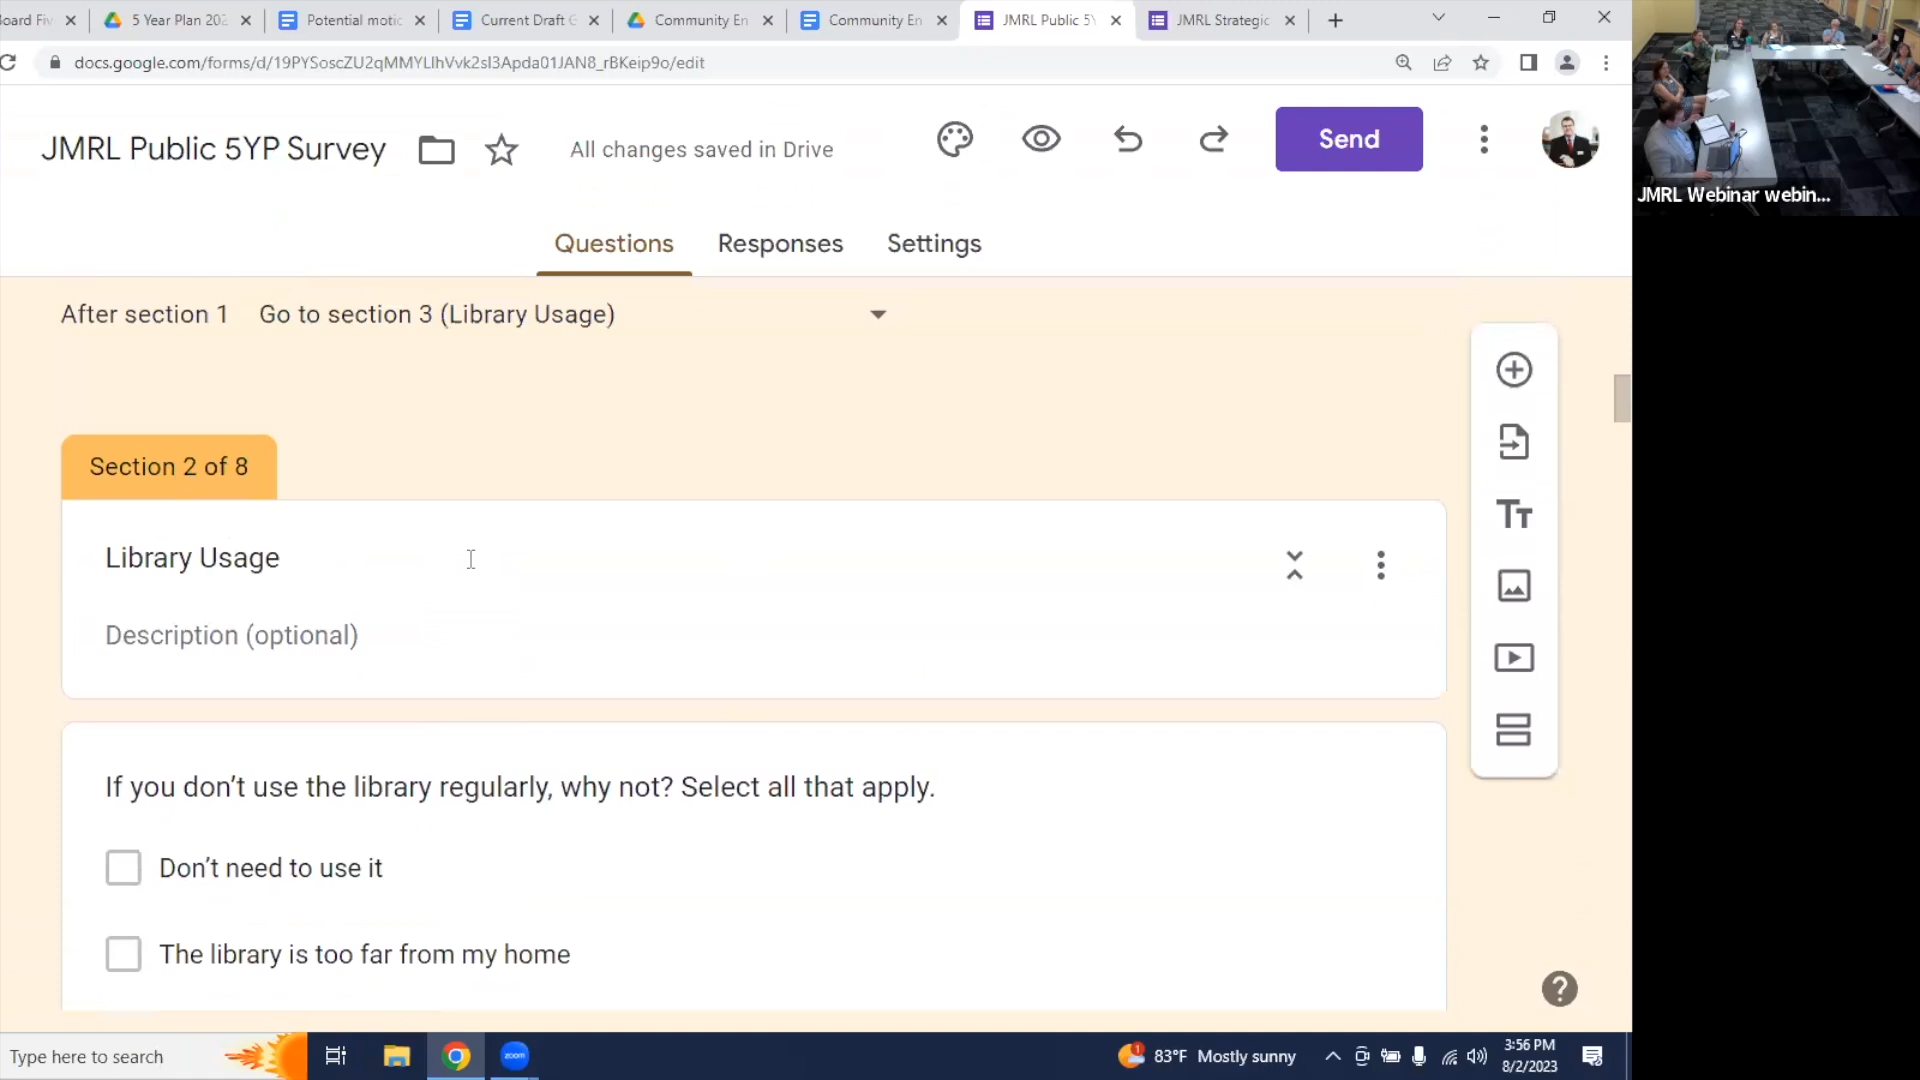 oard Fiv
5 Year Plan 202
Potential motic
Current Draft G
Community En
Community En
JMRL Public 5Y
JMRL Strategic
docs.google.com/forms/d/19PYSoscZU2qMMYLlhVvk2sI3Apda01JAN8_rBKeip9o/edit
JMRL Public 5YP Survey
All changes saved in Drive
Send
JMRL Webinar webin...
Questions
Responses
Settings
After section 1 Go to section 3 (Library Usage)
Section 2 of 8
Library Usage
Description (optional)
If you don’t use the library regularly, why not? Select all that apply.
Don’t need to use it
The library is too far from my home
Type here to search
zoom
1
83°F Mostly sunny
3:56 PM
8/2/2023